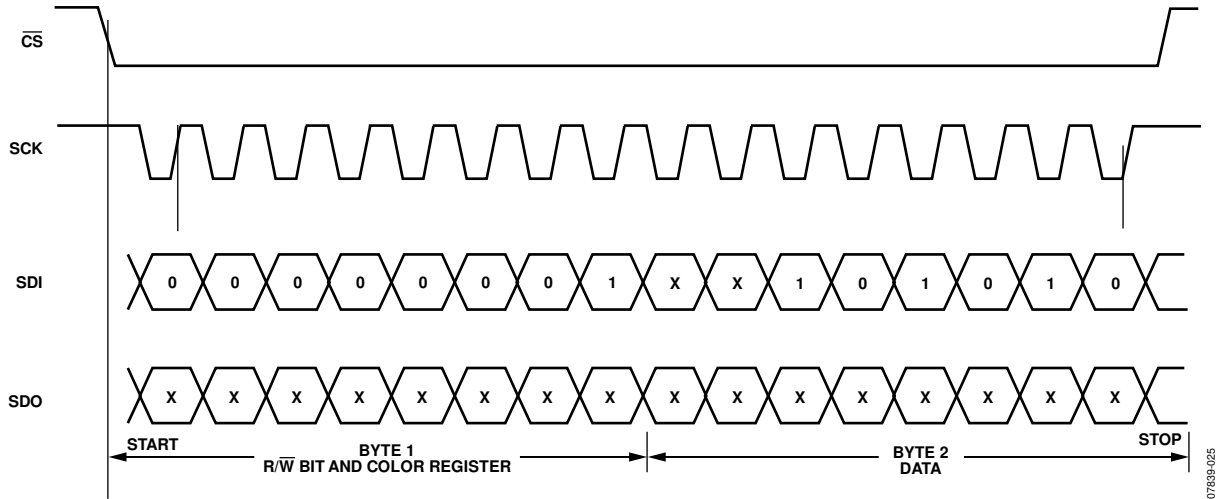 CS
SCK
SDI 0 0 0 0 0 0 0 1 X X 1 0 1 0 1 0
SDO X X X X X X X X X X X X X X X X
START BYTE 1 BYTE 2 STOP
R/W BIT AND COLOR REGISTER DATA
07839-025